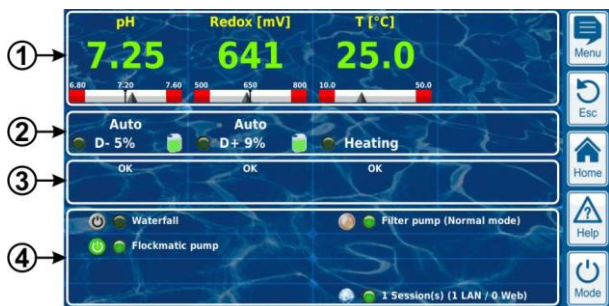 pH Redox [mV] T [°C]
7.25 641 25.0
6.80 7.20 7.60 500 650 800 10.0 50.0
1
Auto Auto
D- 5% D+ 9% Heating
2
OK OK OK
3
Waterfall Filter pump (Normal mode)
Flockmatic pump
4
1 Session(s) (1 LAN / 0 Web)
Menu
Esc
Home
Help
Mode